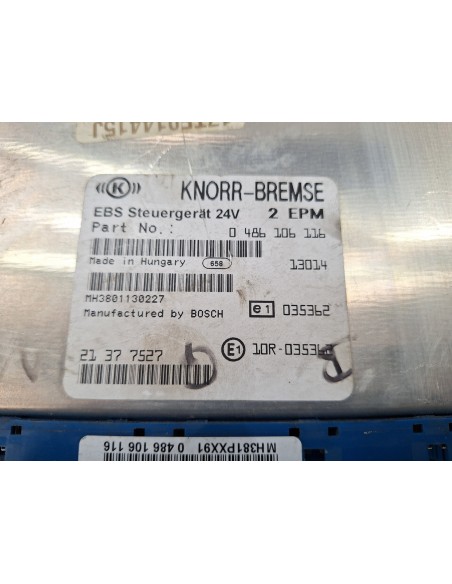 KNORR-BREMSE
EBS Steuergerät 24V 2 EPM
Part No.: 0 486 106 116
Made in Hungary 658 13014
MH3801130227
Manufactured by BOSCH e1 035362
21 37 7527 E1 10R-035362
MH381PXX91 0 486 106 116